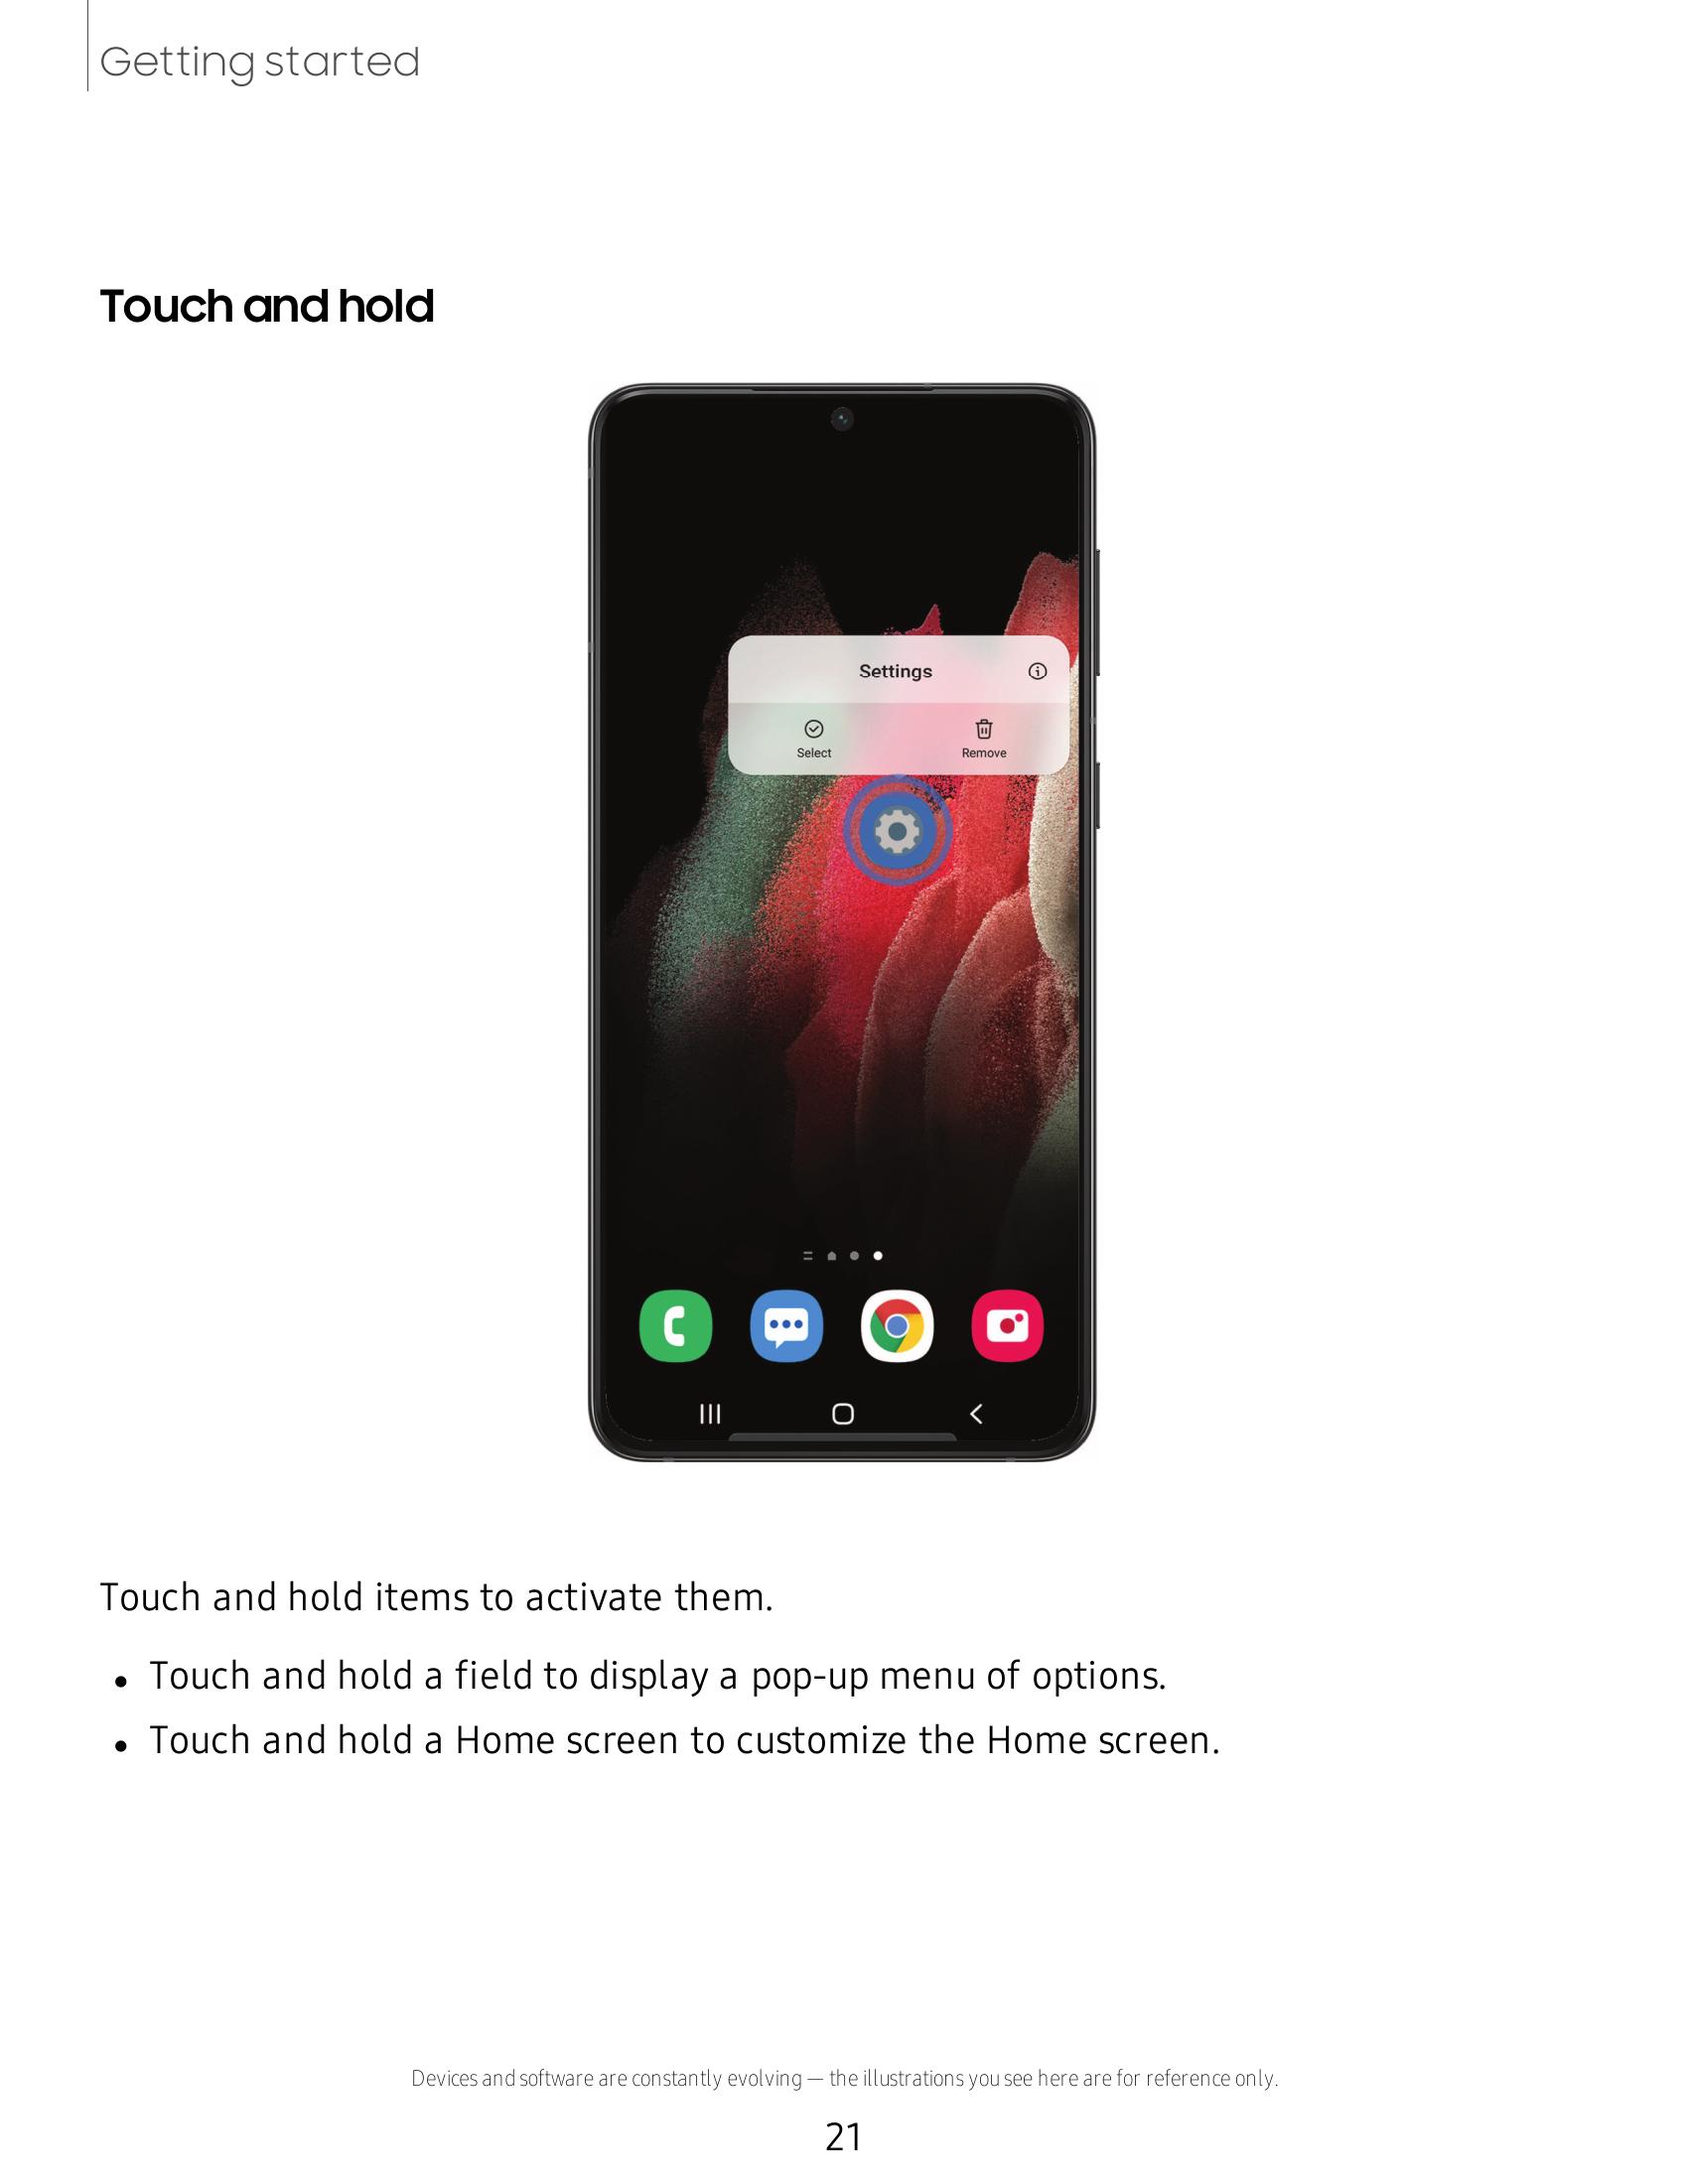 Getting started
Touch and hold
Settings
Select
Remove
Touch and hold items to activate them.
• Touch and hold a field to display a pop-up menu of options.
• Touch and hold a Home screen to customize the Home screen.
Devices and software are constantly evolving — the illustrations you see here are for reference only.
21